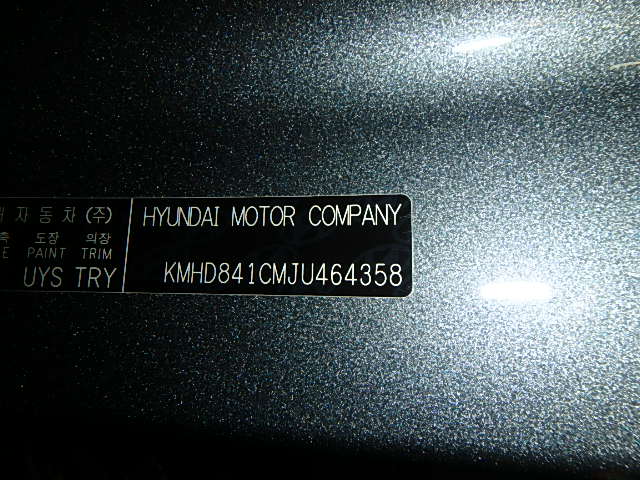 자동차 (주)
도장 의장
PAINT TRIM
UYS TRY
HYUNDAI MOTOR COMPANY
KMHD841CMJU464358